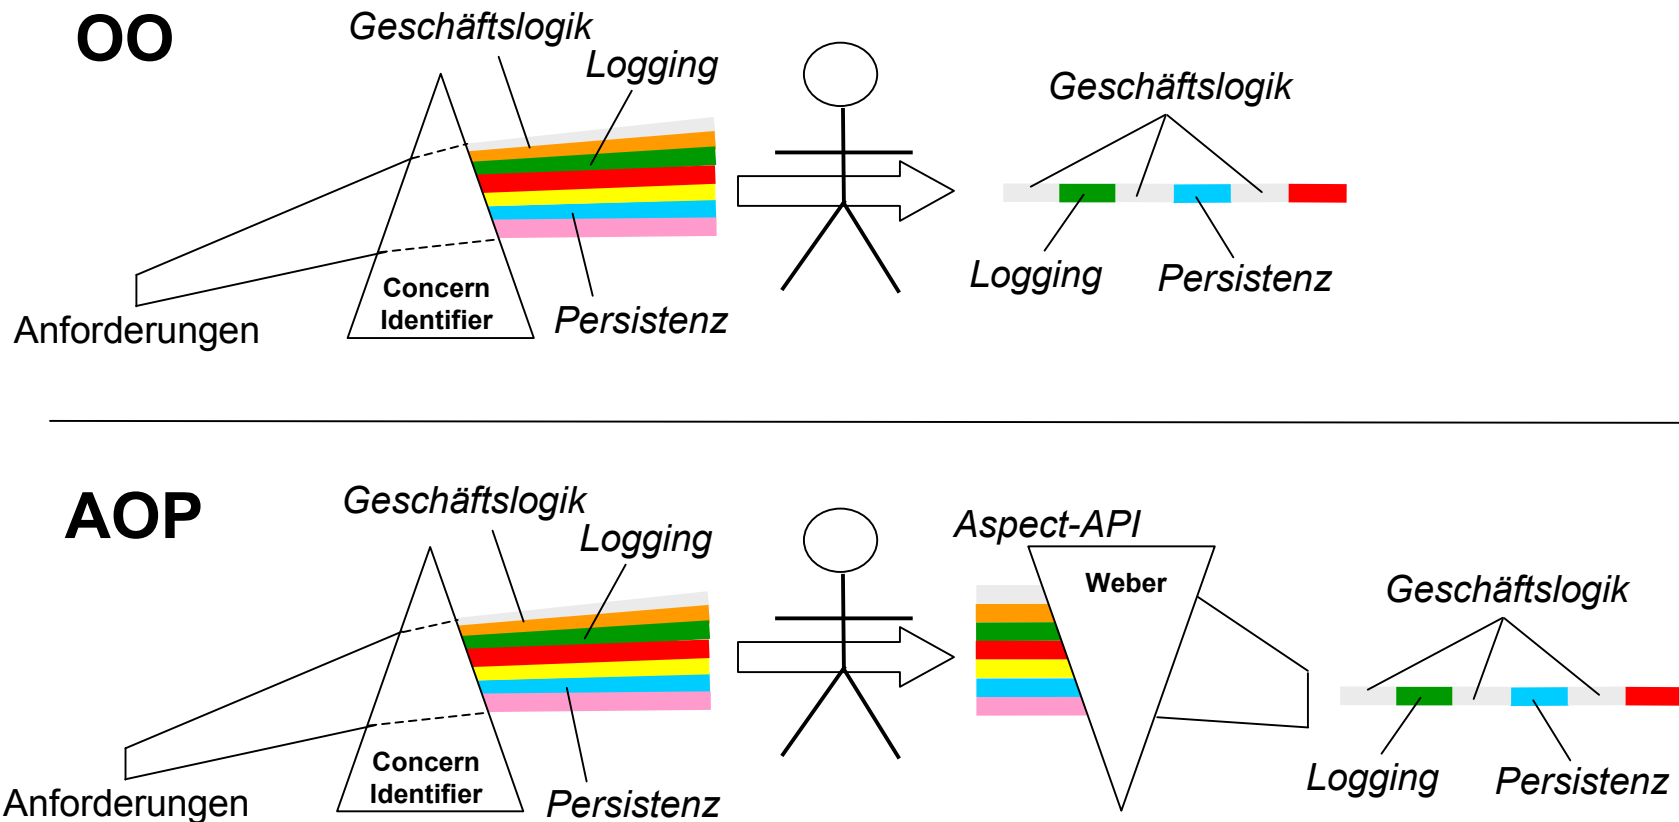 OO
Geschäftslogik
Logging
Geschäftslogik
Concern
Identifier
Anforderungen
Persistenz
Logging
Persistenz
AOP
Geschäftslogik
Logging
Aspect-API
Weber
Geschäftslogik
Concern
Identifier
Anforderungen
Persistenz
Logging
Persistenz